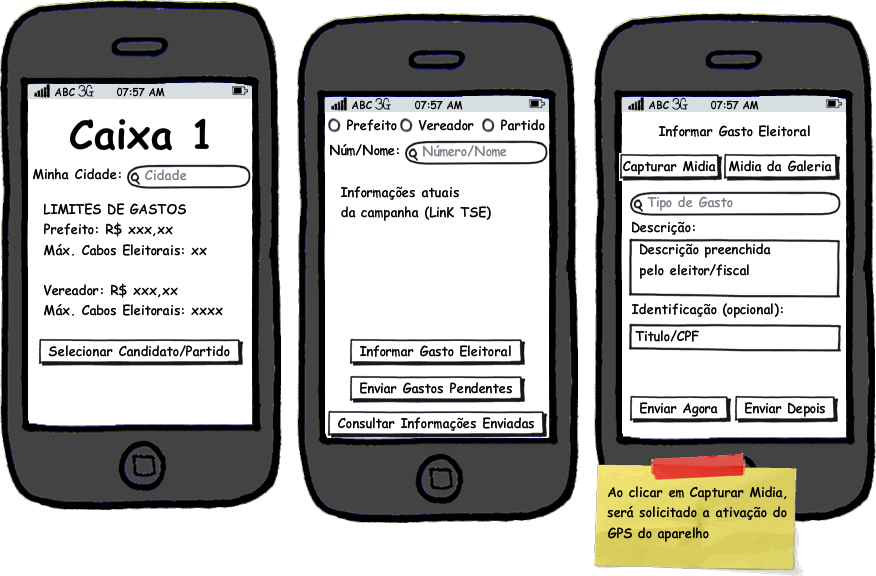 ABC 3G 07:57 AM
Caixa 1
Minha Cidade: Cidade
LIMITES DE GASTOS
Prefeito: R$ xxx,xx
Máx. Cabos Eleitorais: xx
Vereador: R$ xxx,xx
Máx. Cabos Eleitorais: xxxx
Selecionar Candidato/Partido
ABC 3G 07:57 AM
Prefeito Vereador Partido
Núm/Nome: Número/Nome
Informações atuais
da campanha (LinK TSE)
Informar Gasto Eleitoral
Enviar Gastos Pendentes
Consultar Informações Enviadas
ABC 3G 07:57 AM
Informar Gasto Eleitoral
Capturar Midia Midia da Galeria
Tipo de Gasto
Descrição:
Descrição preenchida
pelo eleitor/fiscal
Identificação (opcional):
Titulo/CPF
Enviar Agora Enviar Depois
Ao clicar em Capturar Midia,
será solicitado a ativação do
GPS do aparelho